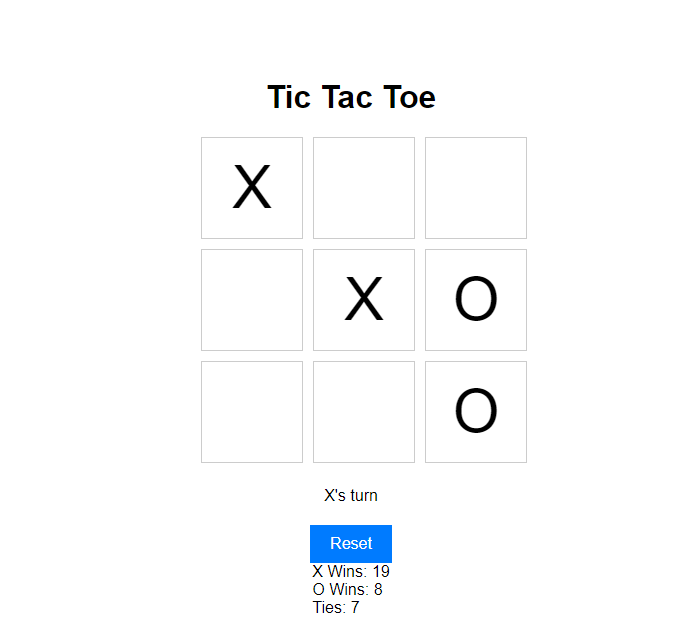 Tic Tac Toe
X
X O
O
X's turn
Reset
X Wins: 19
O Wins: 8
Ties: 7